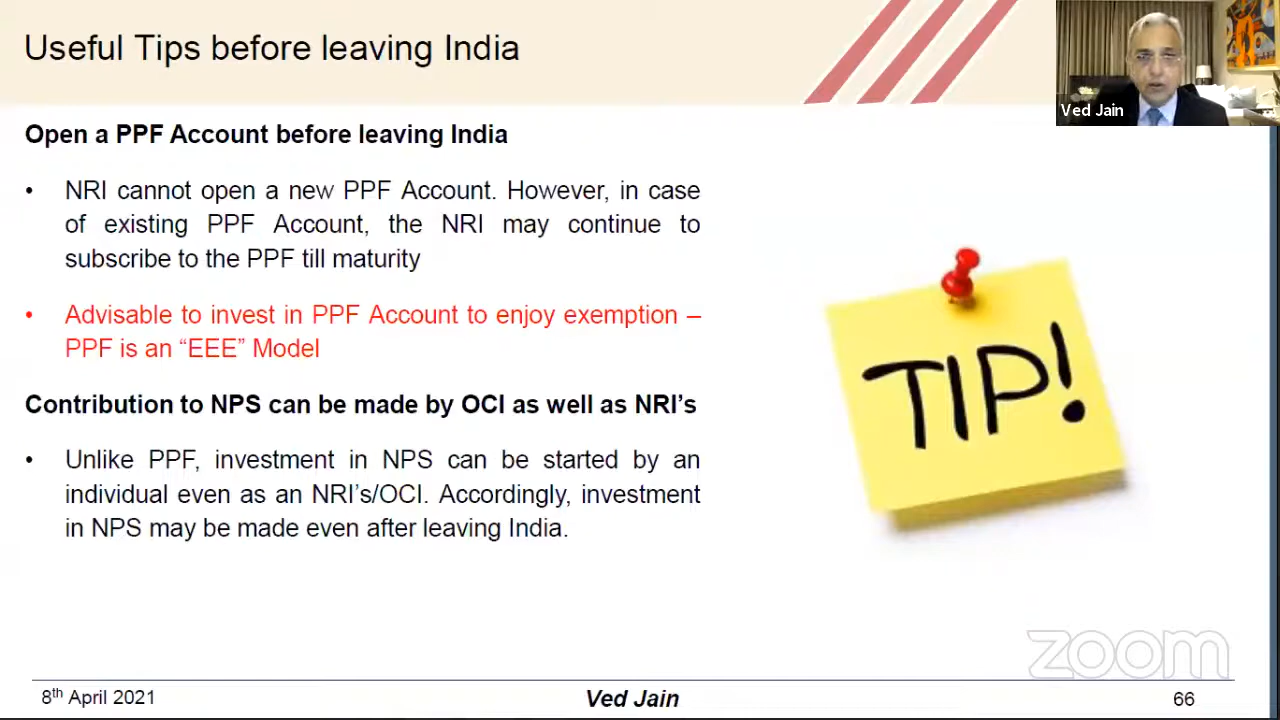 Useful Tips before leaving India
Ved Jain
Open a PPF Account before leaving India
• NRI cannot open a new PPF Account. However, in case
of existing PPF Account, the NRI may continue to
subscribe to the PPF till maturity
• Advisable to invest in PPF Account to enjoy exemption –
PPF is an “EEE” Model
Contribution to NPS can be made by OCI as well as NRI's
• Unlike PPF, investment in NPS can be started by an
individual even as an NRI's/OCI. Accordingly, investment
in NPS may be made even after leaving India.
TIP!
zoom
8th April 2021
Ved Jain
66